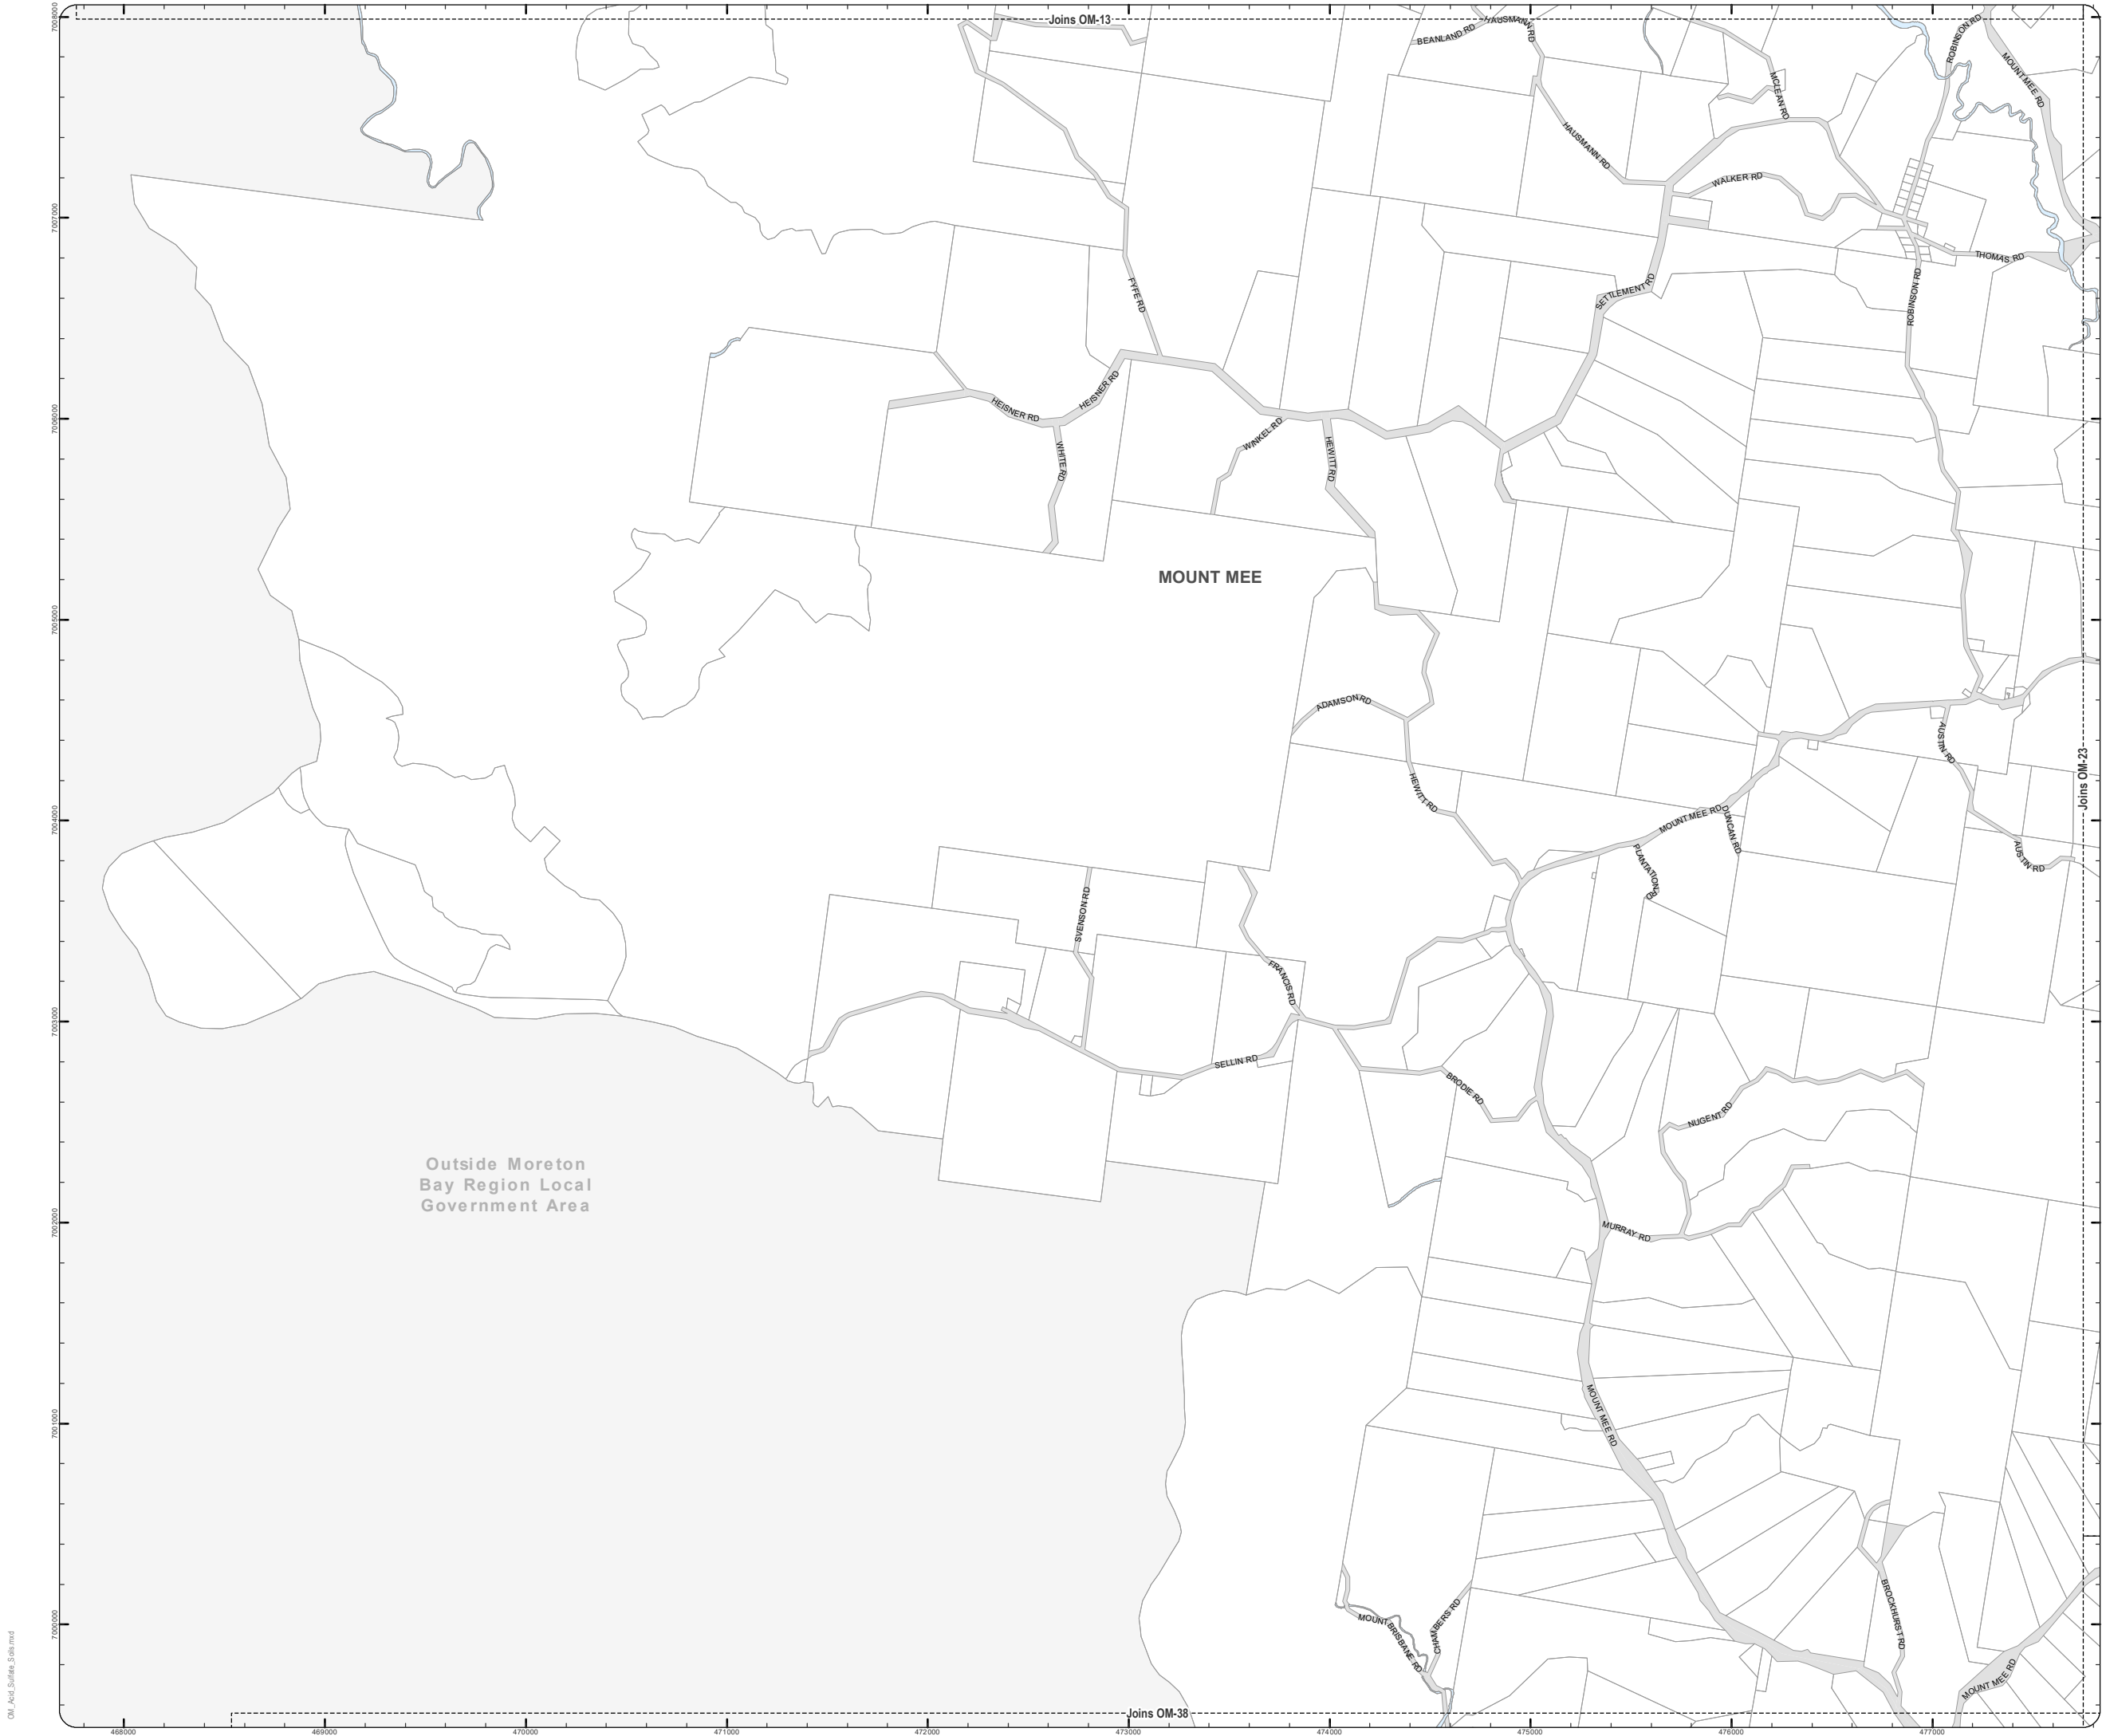 Joins OM-13
HAUSMANN RD
BEANLAND RD
ROBINSON RD
MOUNT MEE RD
MCLEAN RD
HAUSMANN RD
WALKER RD
THOMAS RD
FYFE RD
SETTLEMENT RD
ROBINSON RD
HEISNER RD
HEISNER RD
WHITE RD
WINKEL RD
HEWITT RD
MOUNT MEE
ADAMSON RD
AUSTIN RD
Joins OM-23
HEWITT RD
MOUNT MEE RD
DUNCAN RD
PLANTATION
CR
AUSTIN RD
SVENSON RD
FRANCIS RD
SELLIN RD
BRODIE RD
NUGENT RD
Outside Moreton
Bay Region Local
Government Area
MURRAY RD
MOUNT MEE RD
BROCKHURST RD
MOUNT BRISBANE RD
CHAMBERS RD
MOUNT MEE RD
Joins OM-38
7008000
7007000
7006000
7005000
7004000
7003000
7002000
7001000
7000000
468000
469000
470000
471000
472000
473000
474000
475000
476000
477000
OM_Acid_Sulfate_Soils.mxd